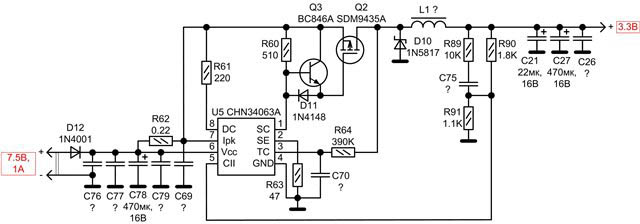 Q3
BC846A
Q2
SDM9435A
L1 ?
3.3В
R60
510
R61
220
D10
1N5817
R89
10K
R90
1.8K
C21
22мк,
16В
C27
470мк,
16В
C26
?
C75
?
D11
1N4148
U5 CHN34063A
R91
1.1K
R62
0.22
D12
1N4001
8
DC
SC
1
7
Ipk
SE
2
6
Vcc
TC
3
5
CII
GND
4
R64
390K
7.5В,
1А
R63
47
C70
?
C76
?
C77
?
C78
470мк,
16В
C79
?
C69
?